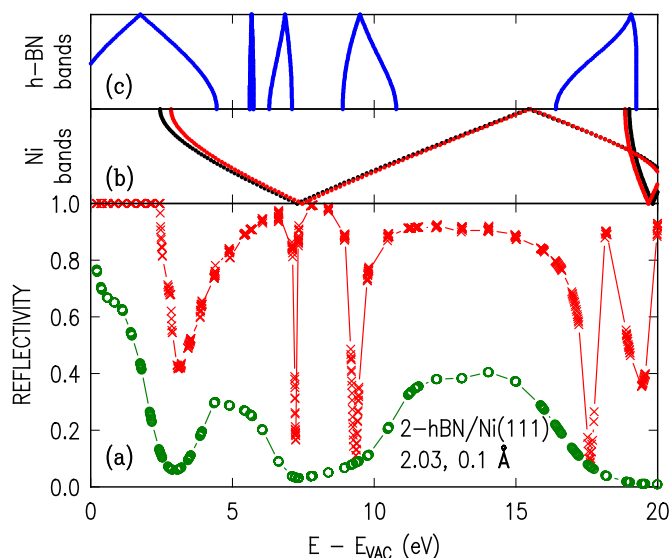 h-BN
bands
(c)
Ni
bands
(b)
1.0
0.8
0.6
0.4
0.2
0.0
REFLECTIVITY
(a)
2-hBN/Ni(111)
2.03, 0.1 Å
0
5
10
15
20
E - E_VAC (eV)